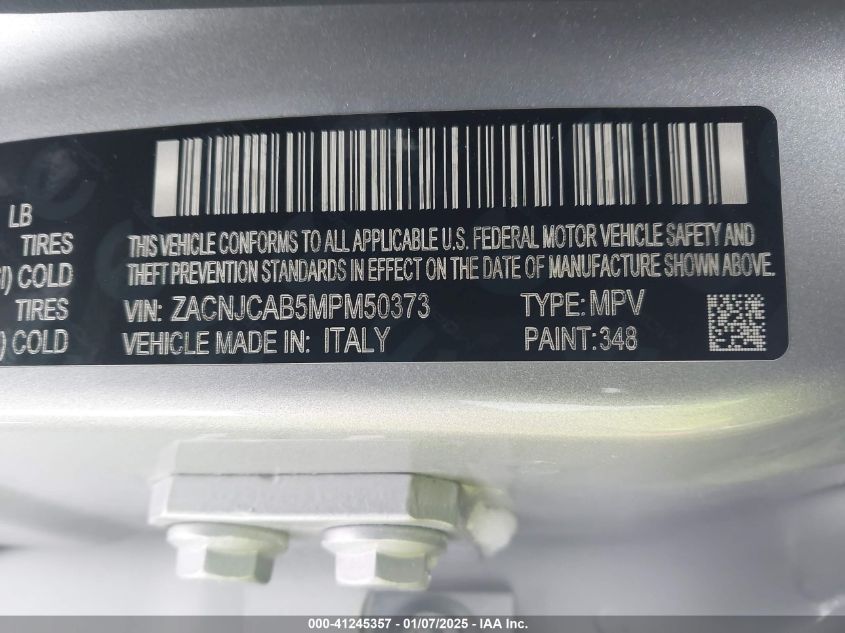 LB
TIRES
COLD
TIRES
COLD
THIS VEHICLE CONFORMS TO ALL APPLICABLE U.S. FEDERAL MOTOR VEHICLE SAFETY AND
THEFT PREVENTION STANDARDS IN EFFECT ON THE DATE OF MANUFACTURE SHOWN ABOVE.
VIN: ZACNJCAB5MPM50373 TYPE: MPV
VEHICLE MADE IN: ITALY PAINT: 348
000-41245357 - 01/07/2025 - IAA Inc.